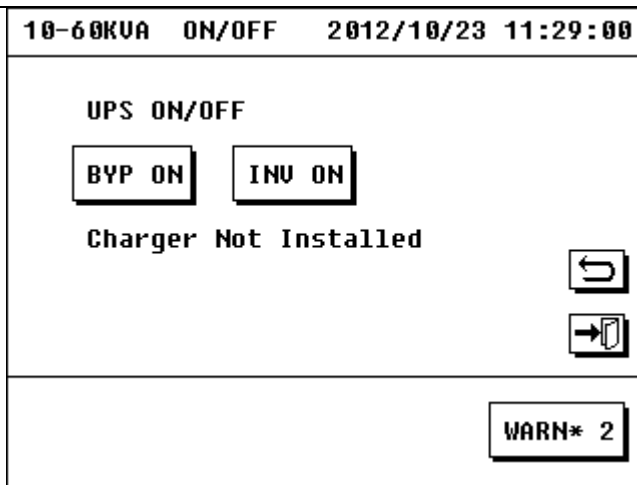 10-60KVA ON/OFF 2012/10/23 11:29:00
UPS ON/OFF
BYP ON INV ON
Charger Not Installed
WARN* 2